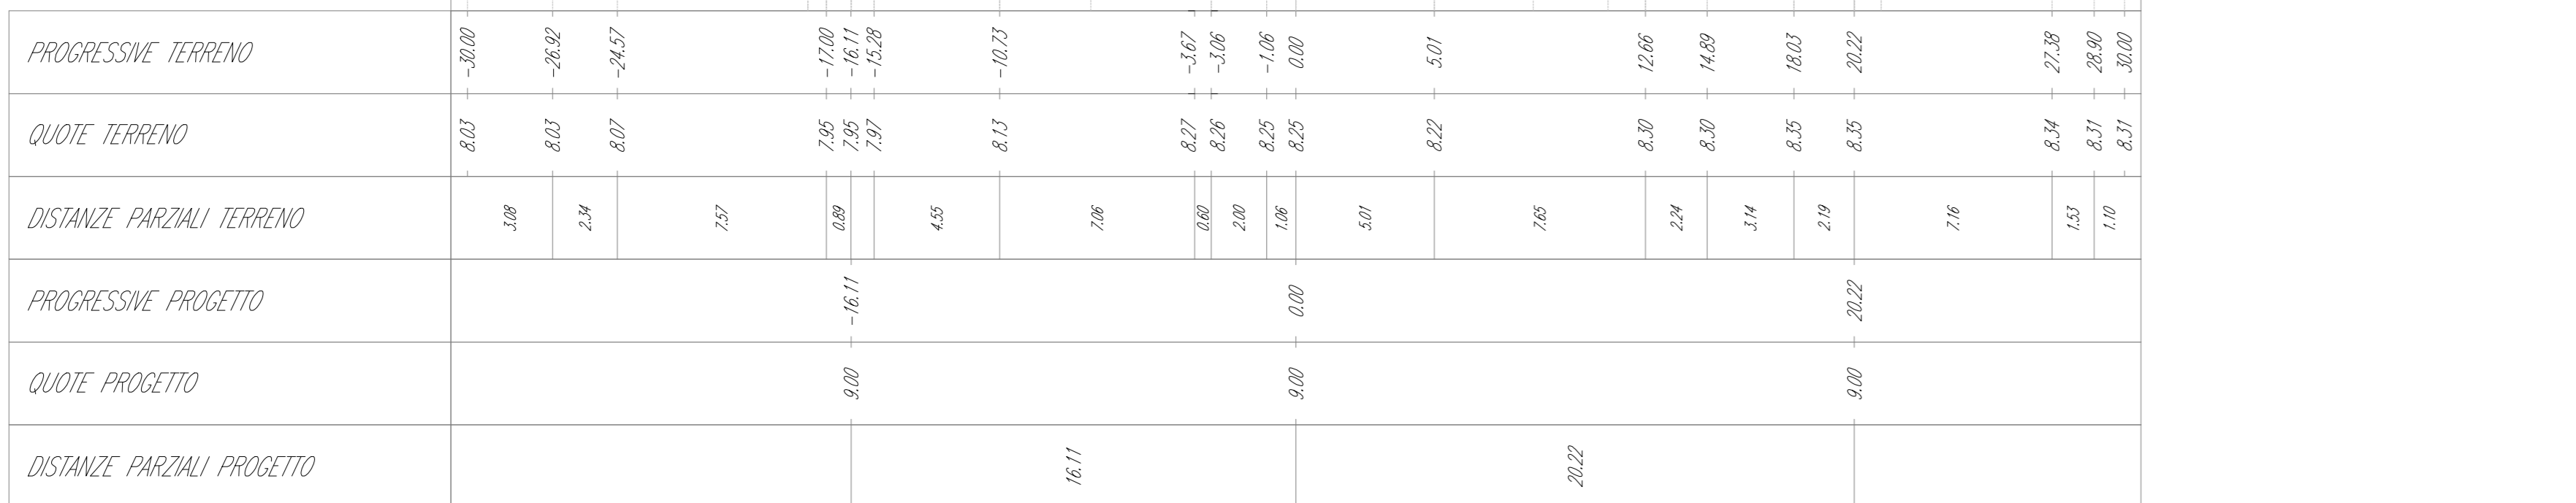 PROGRESSIVE TERRENO -30.00 -26.92 -24.57 -17.00 -16.11 -15.28 -10.73 -3.67 -3.06 -1.06 0.00 5.01 12.66 14.89 18.03 20.22 27.38 28.90 30.00
QUOTE TERRENO 8.03 8.03 8.07 7.95 7.95 7.97 8.13 8.27 8.26 8.25 8.25 8.22 8.30 8.30 8.35 8.35 8.34 8.31 8.31
DISTANZE PARZIALI TERRENO 3.08 2.34 7.57 0.89 4.55 7.06 0.60 2.00 1.06 5.01 7.65 2.24 3.14 2.19 7.16 1.53 1.10
PROGRESSIVE PROGETTO -16.11 0.00 20.22
QUOTE PROGETTO 9.00 9.00 9.00
DISTANZE PARZIALI PROGETTO 16.11 20.22